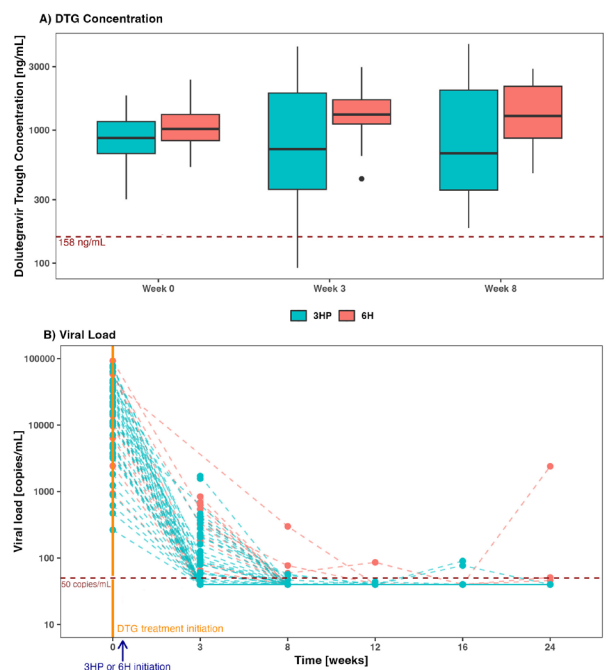 A) DTG Concentration
Dolutegravir Trough Concentration [ng/mL]
3000
1000
300
100
158 ng/mL
Week 0
Week 3
Week 8
3HP
6H
B) Viral Load
Viral load [copies/mL]
100000
10000
1000
100
10
50 copies/mL
DTG treatment initiation
0
3
8
12
16
24
Time [weeks]
3HP or 6H initiation